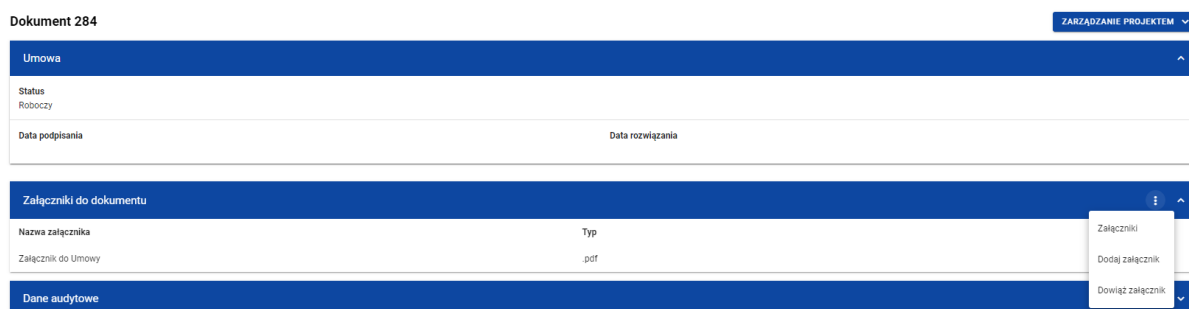 Dokument 284
ZARZĄDZANIE PROJEKTEM
Umowa
Status
Roboczy
Data podpisania Data rozwiązania
Załączniki do dokumentu
Nazwa załącznika Typ
Załącznik do Umowy .pdf
Załączniki
Dodaj załącznik
Dowiąż załącznik
Dane audytowe